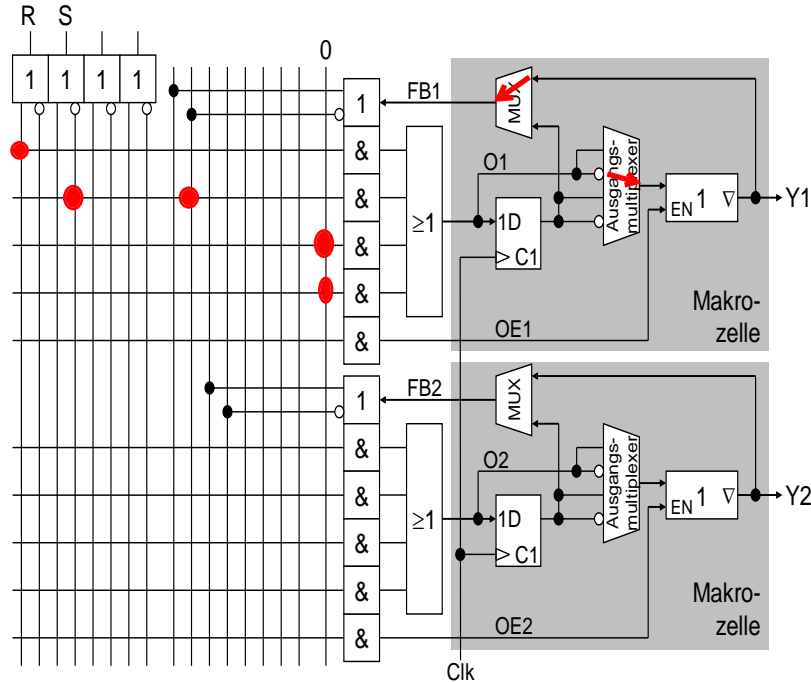 R S
0
1 1 1 1
1
FB1
MUX
&
&
&
&
&
≥1
O1
1D
C1
Ausgangs-
multiplexer
EN 1 ∇
Y1
OE1
Makro-
zelle
1
FB2
MUX
&
&
&
&
&
≥1
O2
1D
C1
Ausgangs-
multiplexer
EN 1 ∇
Y2
OE2
Makro-
zelle
Clk